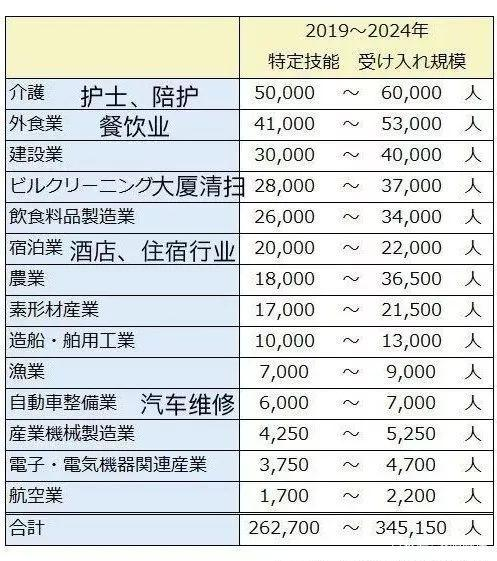 2019～2024年
特定技能 受け入れ規模
介護 护士、陪护 50,000 ～ 60,000 人
外食業 餐饮业 41,000 ～ 53,000 人
建設業 30,000 ～ 40,000 人
ビルクリーニング大厦清扫 28,000 ～ 37,000 人
飲食料品製造業 26,000 ～ 34,000 人
宿泊業 酒店、住宿行业 20,000 ～ 22,000 人
農業 18,000 ～ 36,500 人
素形材産業 17,000 ～ 21,500 人
造船・舶用工業 10,000 ～ 13,000 人
漁業 7,000 ～ 9,000 人
自動車整備業 汽车维修 6,000 ～ 7,000 人
産業機械製造業 4,250 ～ 5,250 人
電子・電気機器関連産業 3,750 ～ 4,700 人
航空業 1,700 ～ 2,200 人
合計 262,700 ～ 345,150 人